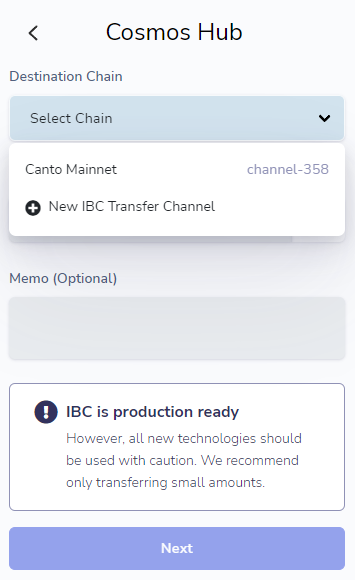 Cosmos Hub
Destination Chain
Select Chain
Canto Mainnet channel-358
New IBC Transfer Channel
Memo (Optional)
IBC is production ready
However, all new technologies should
be used with caution. We recommend
only transferring small amounts.
Next